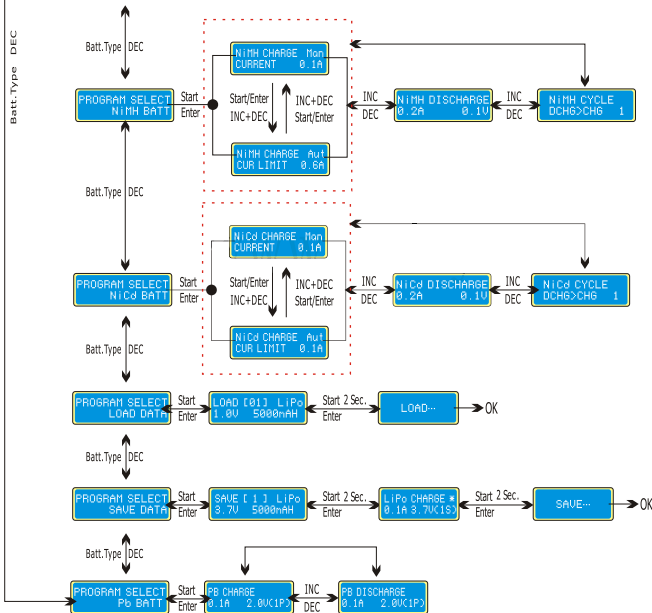 Batt.Type DEC
Batt.Type DEC
NiMH CHARGE Man
CURRENT 0.1A
PROGRAM SELECT
NiMH BATT
Start
Enter
Start/Enter
INC+DEC
INC+DEC
Start/Enter
INC
DEC
NiMH DISCHARGE
0.2A 0.1V
INC
DEC
NiMH CYCLE
DCHG>CHG 1
NiMH CHARGE Aut
CUR LIMIT 0.6A
Batt.Type DEC
NiCd CHARGE Man
CURRENT 0.1A
PROGRAM SELECT
NiCd BATT
Start
Enter
Start/Enter
INC+DEC
INC+DEC
Start/Enter
INC
DEC
NiCd DISCHARGE
0.2A 0.1V
INC
DEC
NiCd CYCLE
DCHG>CHG 1
NiCd CHARGE Aut
CUR LIMIT 0.1A
Batt.Type DEC
PROGRAM SELECT
LOAD DATA
Start
Enter
LOAD [01] LiPo
1.0V 5000mAH
Start 2 Sec.
Enter
LOAD···
OK
Batt.Type DEC
PROGRAM SELECT
SAVE DATA
Start
Enter
SAVE [ 1 ] LiPo
3.7V 5000mAH
Start 2 Sec.
Enter
LiPo CHARGE *
0.1A 3.7V(1S)
Start 2 Sec.
Enter
SAVE···
OK
Batt.Type DEC
PROGRAM SELECT
Pb BATT
Start
Enter
PB CHARGE
0.1A 2.0V(1P)
INC
DEC
PB DISCHARGE
0.1A 2.0V(1P)